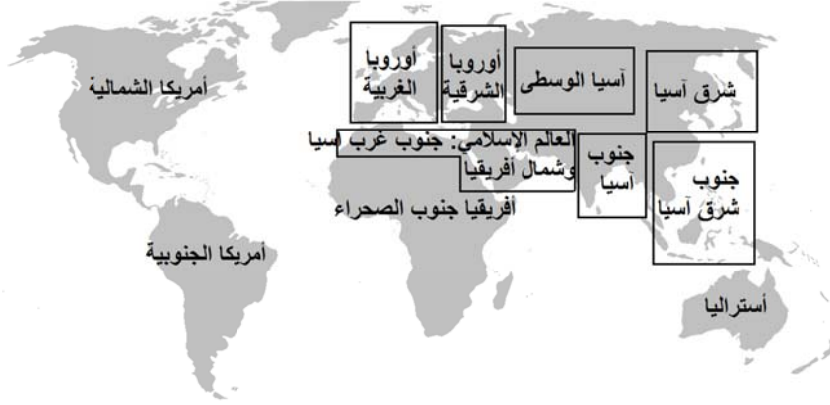 أمريكا الشمالية
أوروبا
الغربية
أوروبا
الشرقية
آسيا الوسطى
شرق آسيا
العالم الإسلامي: جنوب غرب آسيا
وشمال أفريقيا
جنوب
آسيا
جنوب
شرق آسيا
أفريقيا جنوب الصحراء
أمريكا الجنوبية
أستراليا